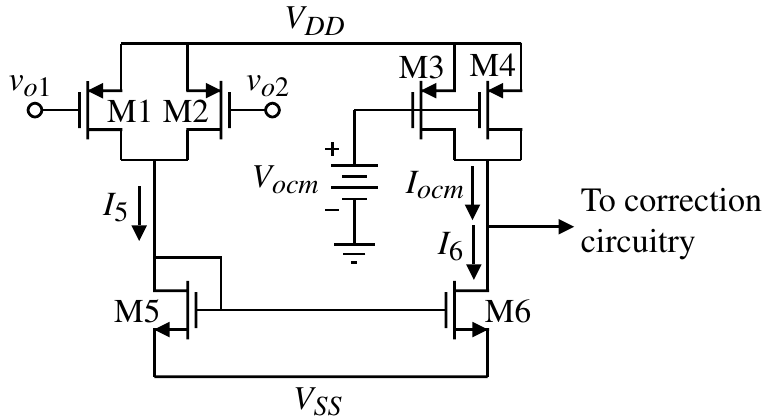 V_DD
v_o1
M1
M2
v_o2
M3
M4
+
V_ocm
−
I_5
I_ocm
I_6
To correction
circuitry
M5
M6
V_SS